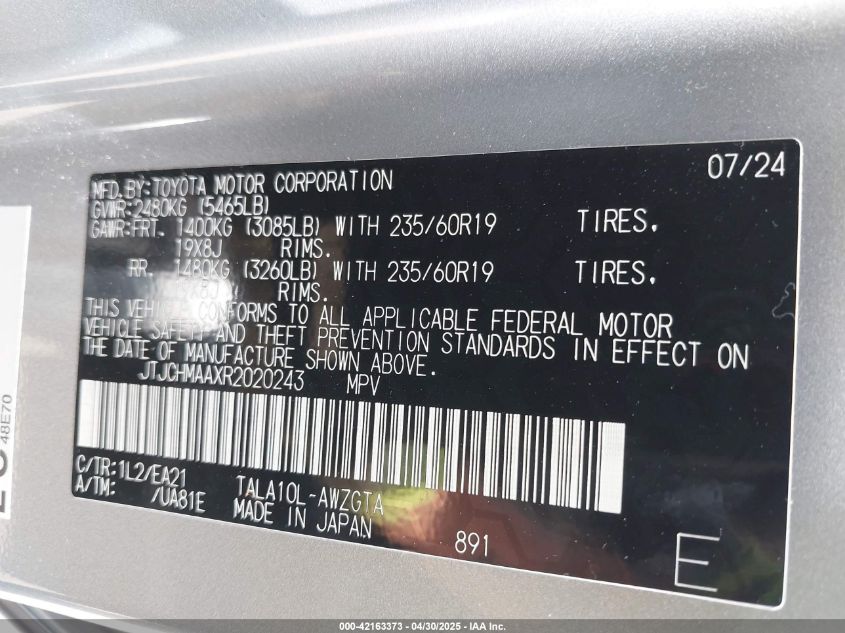 07/24
MFD.BY:TOYOTA MOTOR CORPORATION
GVWR:2480KG (5465LB)
GAWR:FRT. 1400KG (3085LB) WITH 235/60R19 TIRES.
19X8J RIMS.
RR. 1480KG (3260LB) WITH 235/60R19 TIRES.
RIMS.
THIS VEHICLE CONFORMS TO ALL APPLICABLE FEDERAL MOTOR
VEHICLE SAFETY AND THEFT PREVENTION STANDARDS IN EFFECT ON
THE DATE OF MANUFACTURE SHOWN ABOVE.
JTJCHMAAXR2020243 MPV
C/TR:1L2/EA21
A/TM: /UA81E
TALA10L-AWZGTA
MADE IN JAPAN
891
E
48E70
000-42163373 - 04/30/2025 - IAA Inc.